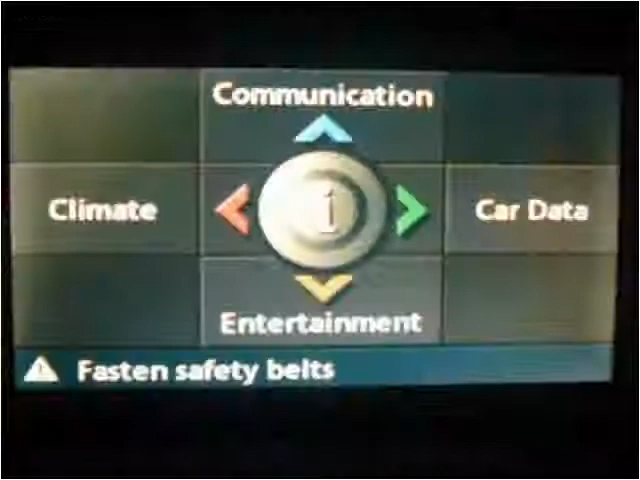 Communication
Climate
i
Car Data
Entertainment
Fasten safety belts